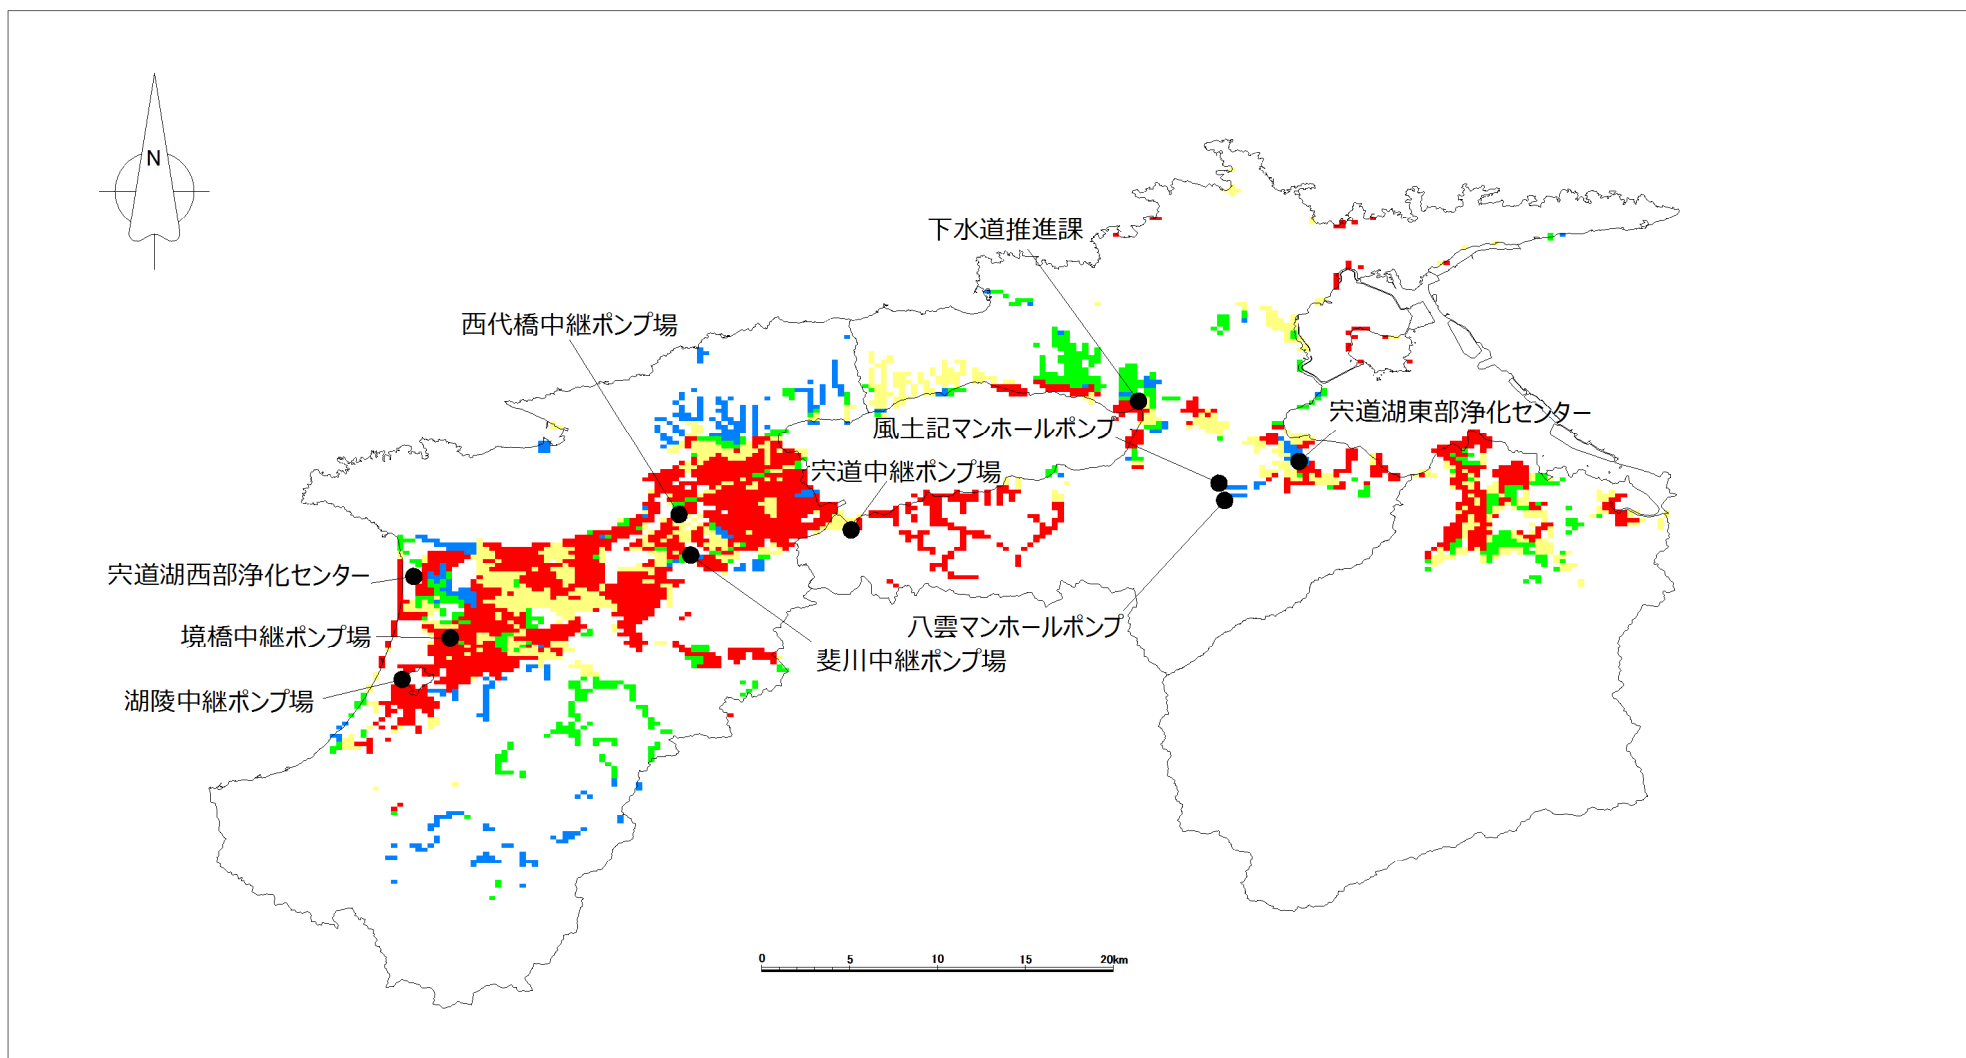 N
下水道推進課
西代橋中継ポンプ場
宍道湖東部浄化センター
風土記マンホールポンプ
宍道中継ポンプ場
宍道湖西部浄化センター
境橋中継ポンプ場
八雲マンホールポンプ
斐川中継ポンプ場
湖陵中継ポンプ場
0 5 10 15 20km